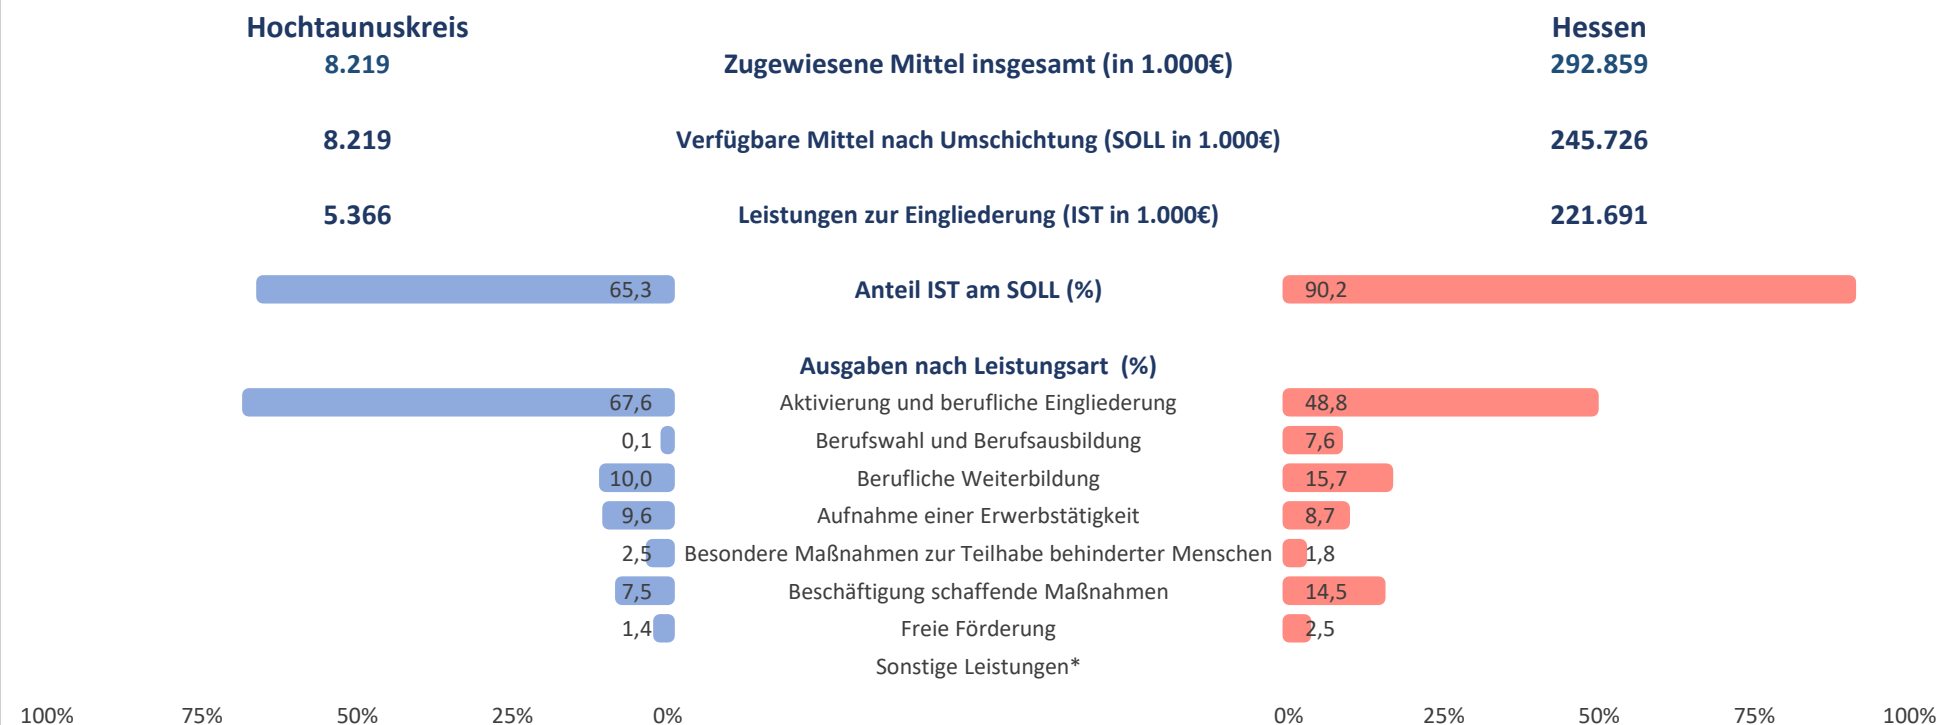 Hochtaunuskreis Hessen
8.219 Zugewiesene Mittel insgesamt (in 1.000€) 292.859
8.219 Verfügbare Mittel nach Umschichtung (SOLL in 1.000€) 245.726
5.366 Leistungen zur Eingliederung (IST in 1.000€) 221.691
65,3 Anteil IST am SOLL (%) 90,2
Ausgaben nach Leistungsart (%)
67,6 Aktivierung und berufliche Eingliederung 48,8
0,1 Berufswahl und Berufsausbildung 7,6
10,0 Berufliche Weiterbildung 15,7
9,6 Aufnahme einer Erwerbstätigkeit 8,7
2,5 Besondere Maßnahmen zur Teilhabe behinderter Menschen 1,8
7,5 Beschäftigung schaffende Maßnahmen 14,5
1,4 Freie Förderung 2,5
Sonstige Leistungen*
100% 75% 50% 25% 0% 0% 25% 50% 75% 100%